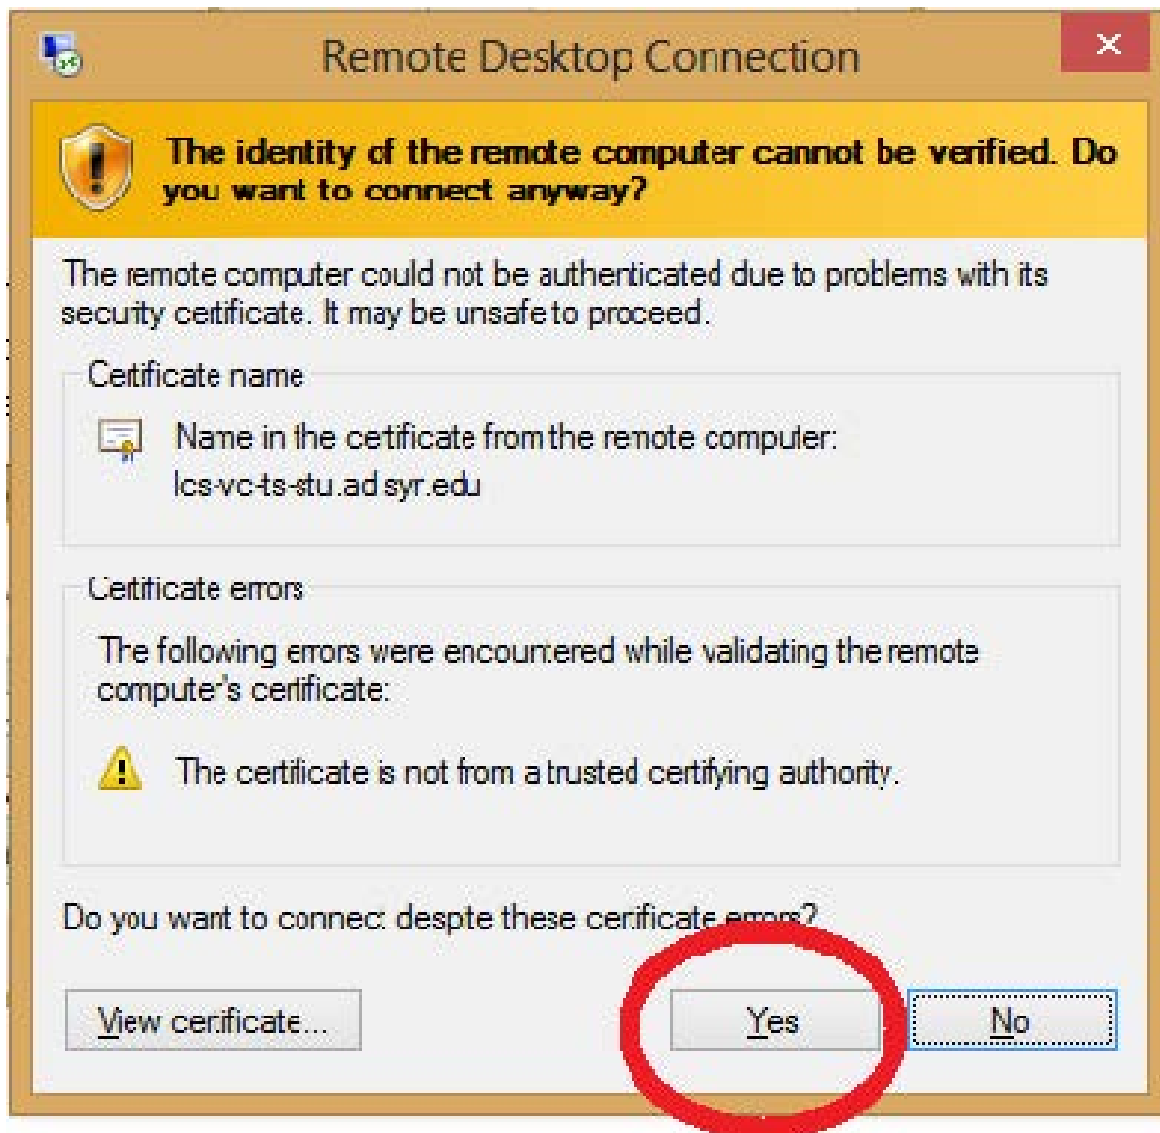 Remote Desktop Connection
The identity of the remote computer cannot be verified. Do
you want to connect anyway?
The remote computer could not be authenticated due to problems with its
security certificate. It may be unsafe to proceed.
Certificate name
Name in the certificate from the remote computer:
lcs-vc-ts-stu.ad.syr.edu
Certificate errors
The following errors were encountered while validating the remote
computer's certificate:
The certificate is not from a trusted certifying authority.
Do you want to connect despite these certificate errors?
View certificate...
Yes
No